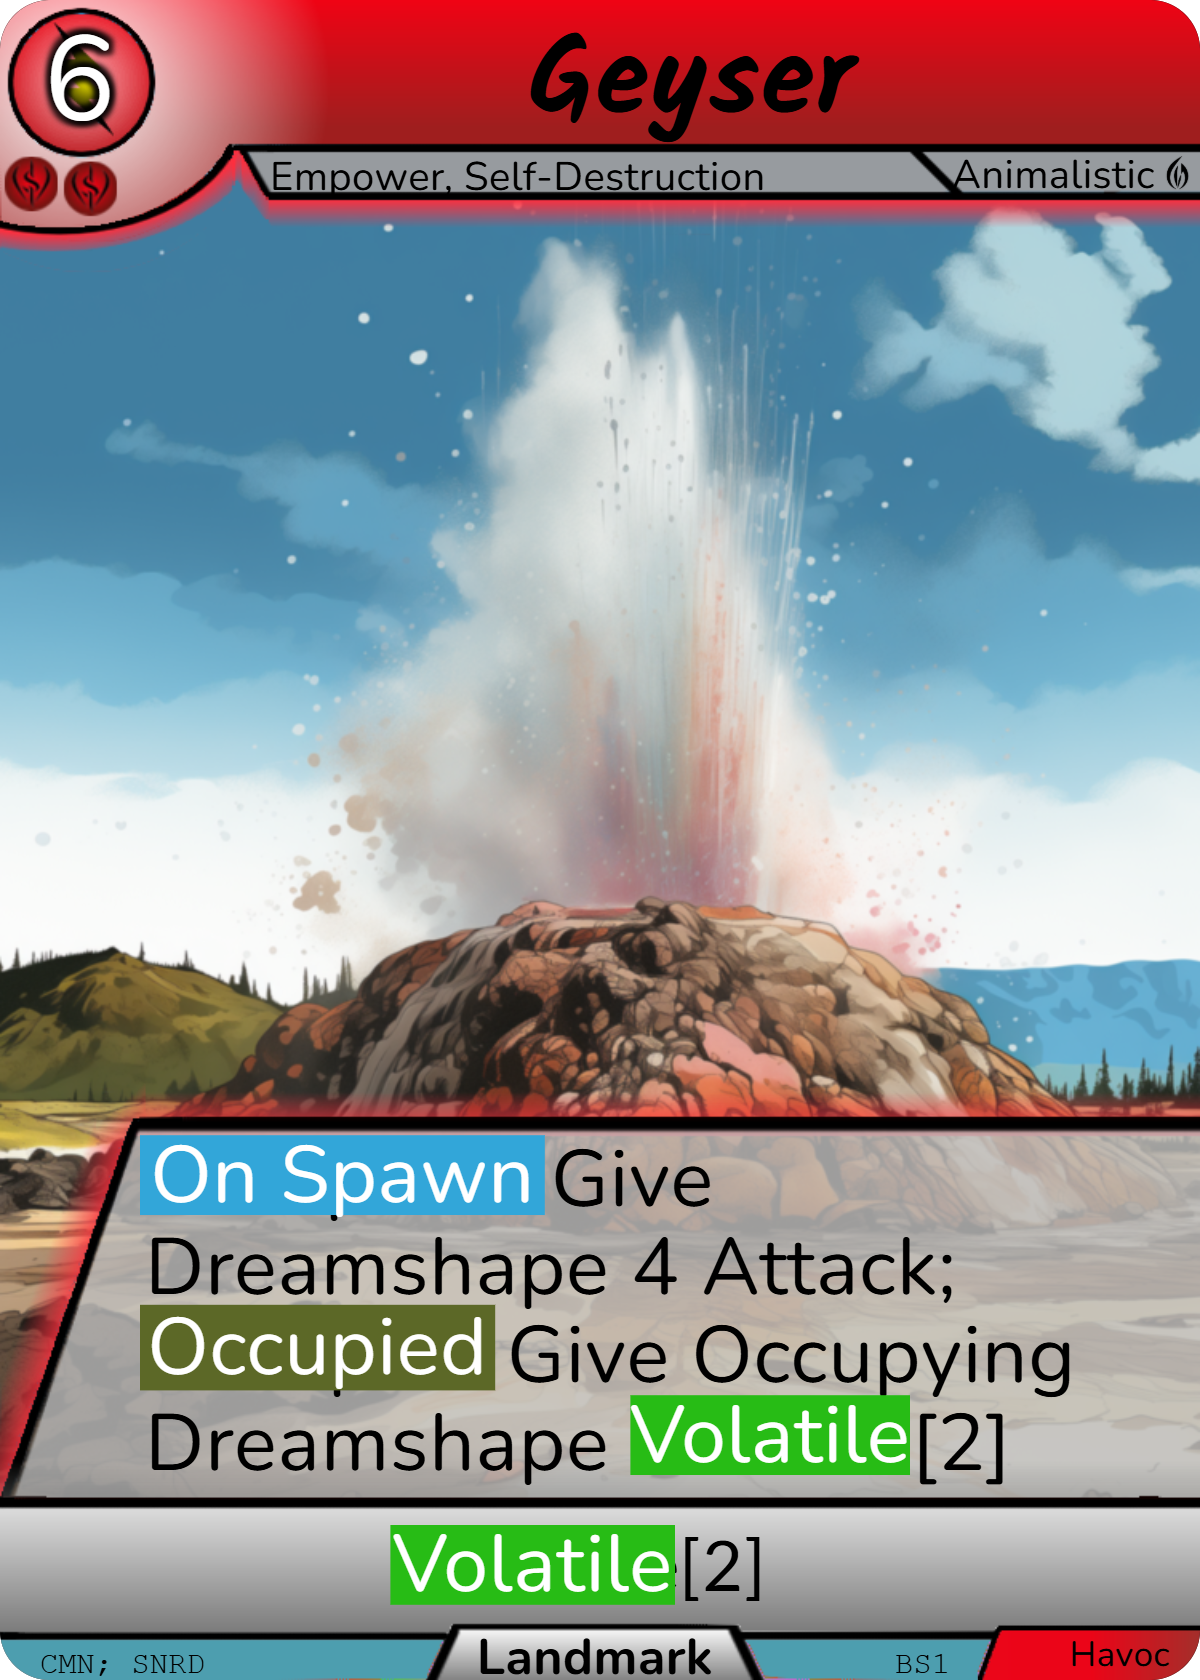 6
Geyser
Empower, Self-Destruction
Animalistic
On Spawn Give
Dreamshape 4 Attack;
Occupied Give Occupying
Dreamshape Volatile[2]
Volatile[2]
CMN; SNRD
Landmark
BS1
Havoc